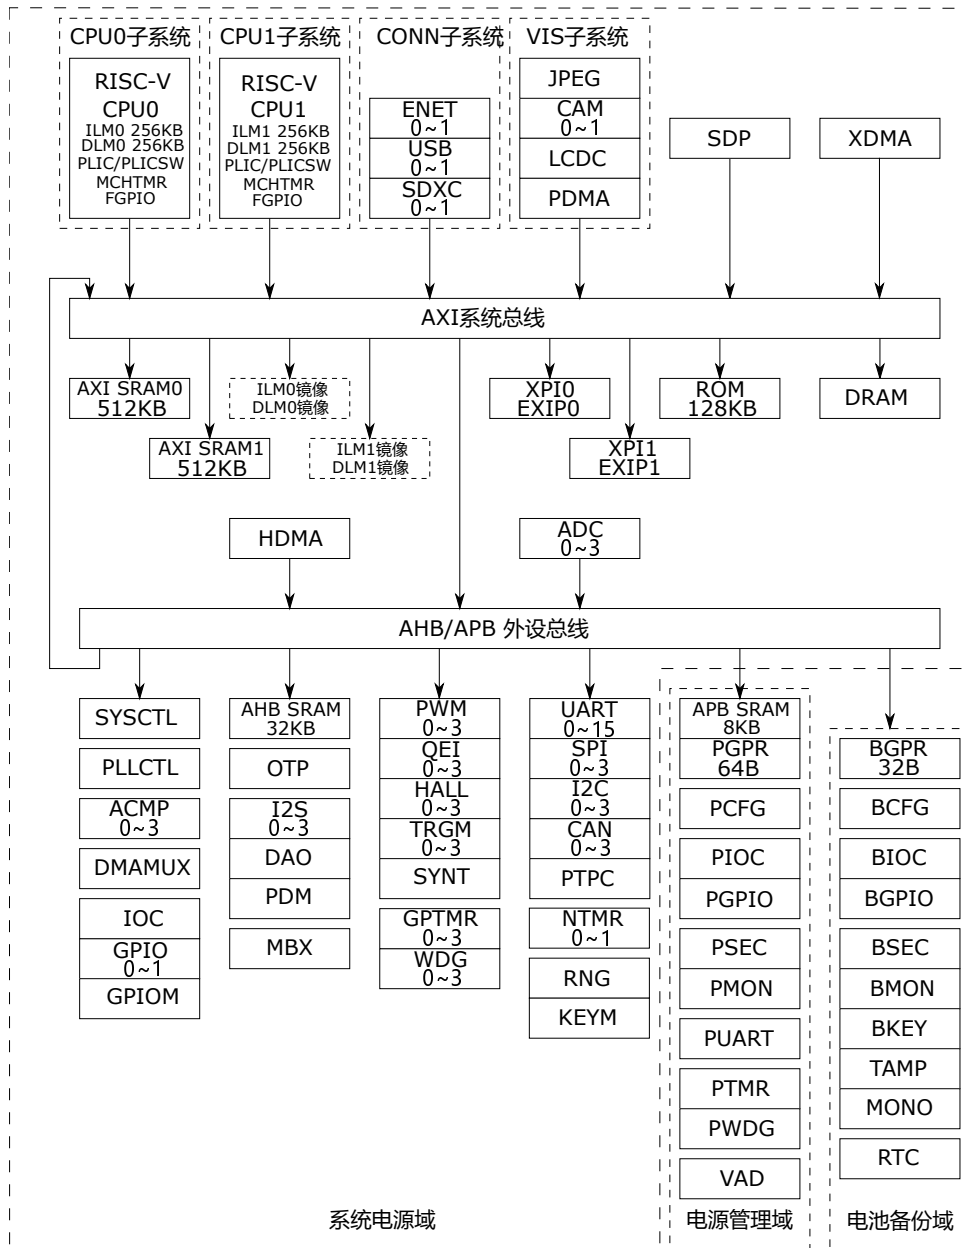 CPU0子系统
RISC-V
CPU0
ILM0 256KB
DLM0 256KB
PLIC/PLICSW
MCHTMR
FGPIO
CPU1子系统
RISC-V
CPU1
ILM1 256KB
DLM1 256KB
PLIC/PLICSW
MCHTMR
FGPIO
CONN子系统
ENET
0~1
USB
0~1
SDXC
0~1
VIS子系统
JPEG
CAM
0~1
LCDC
PDMA
SDP
XDMA
AXI系统总线
AXI SRAM0
512KB
AXI SRAM1
512KB
ILM0镜像
DLM0镜像
ILM1镜像
DLM1镜像
XPI0
EXIP0
XPI1
EXIP1
ROM
128KB
DRAM
HDMA
ADC
0~3
AHB/APB 外设总线
SYSCTL
PLLCTL
ACMP
0~3
DMAMUX
IOC
GPIO
0~1
GPIOM
AHB SRAM
32KB
OTP
I2S
0~3
DAO
PDM
MBX
PWM
0~3
QEI
0~3
HALL
0~3
TRGM
0~3
SYNT
GPTMR
0~3
WDG
0~3
UART
0~15
SPI
0~3
I2C
0~3
CAN
0~3
PTPC
NTMR
0~1
RNG
KEYM
APB SRAM
8KB
PGPR
64B
PCFG
PIOC
PGPIO
PSEC
PMON
PUART
PTMR
PWDG
VAD
BGPR
32B
BCFG
BIOC
BGPIO
BSEC
BMON
BKEY
TAMP
MONO
RTC
系统电源域
电源管理域
电池备份域